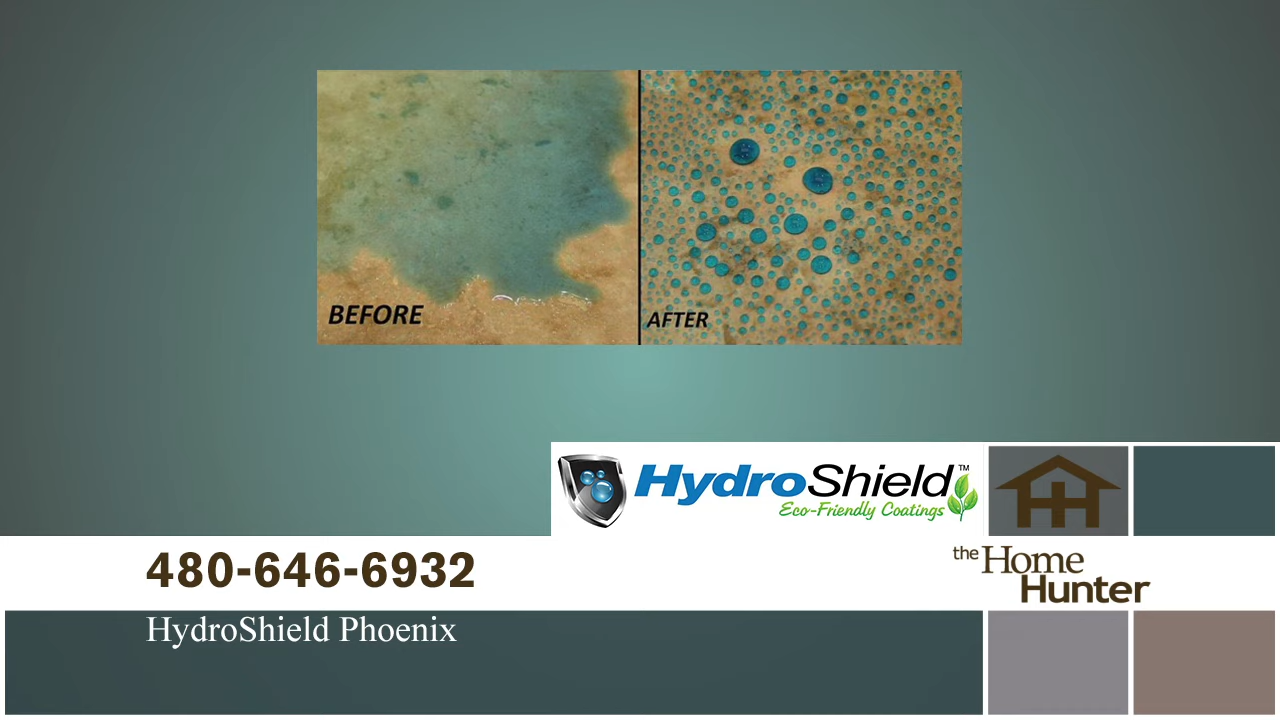 BEFORE
AFTER
HydroShield™
Eco-Friendly Coatings
480-646-6932
the Home
Hunter
HydroShield Phoenix